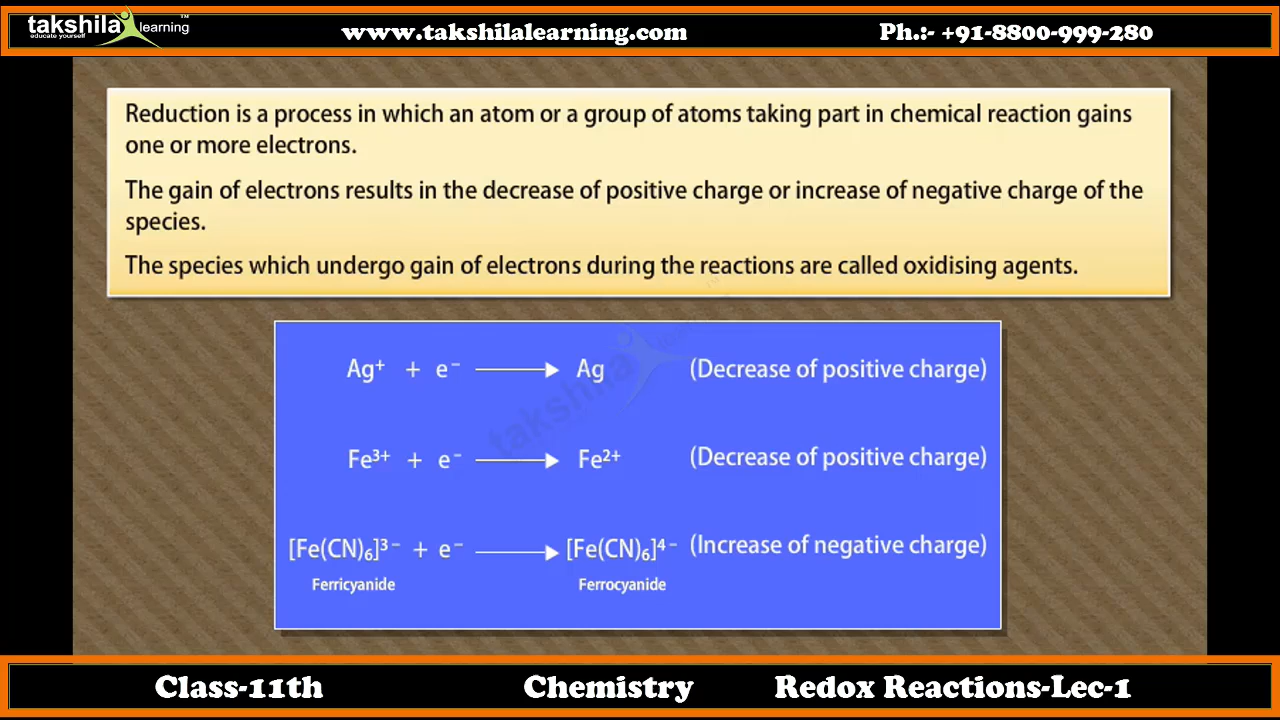 takshila learning™
educate yourself
www.takshilalearning.com
Ph.:- +91-8800-999-280
Reduction is a process in which an atom or a group of atoms taking part in chemical reaction gains
one or more electrons.
The gain of electrons results in the decrease of positive charge or increase of negative charge of the
species.
The species which undergo gain of electrons during the reactions are called oxidising agents.
Ag⁺ + e⁻ ⟶ Ag (Decrease of positive charge)
Fe³⁺ + e⁻ ⟶ Fe²⁺ (Decrease of positive charge)
[Fe(CN)₆]³⁻ + e⁻ ⟶ [Fe(CN)₆]⁴⁻ (Increase of negative charge)
Ferricyanide Ferrocyanide
takshila learning
Class-11th Chemistry Redox Reactions-Lec-1